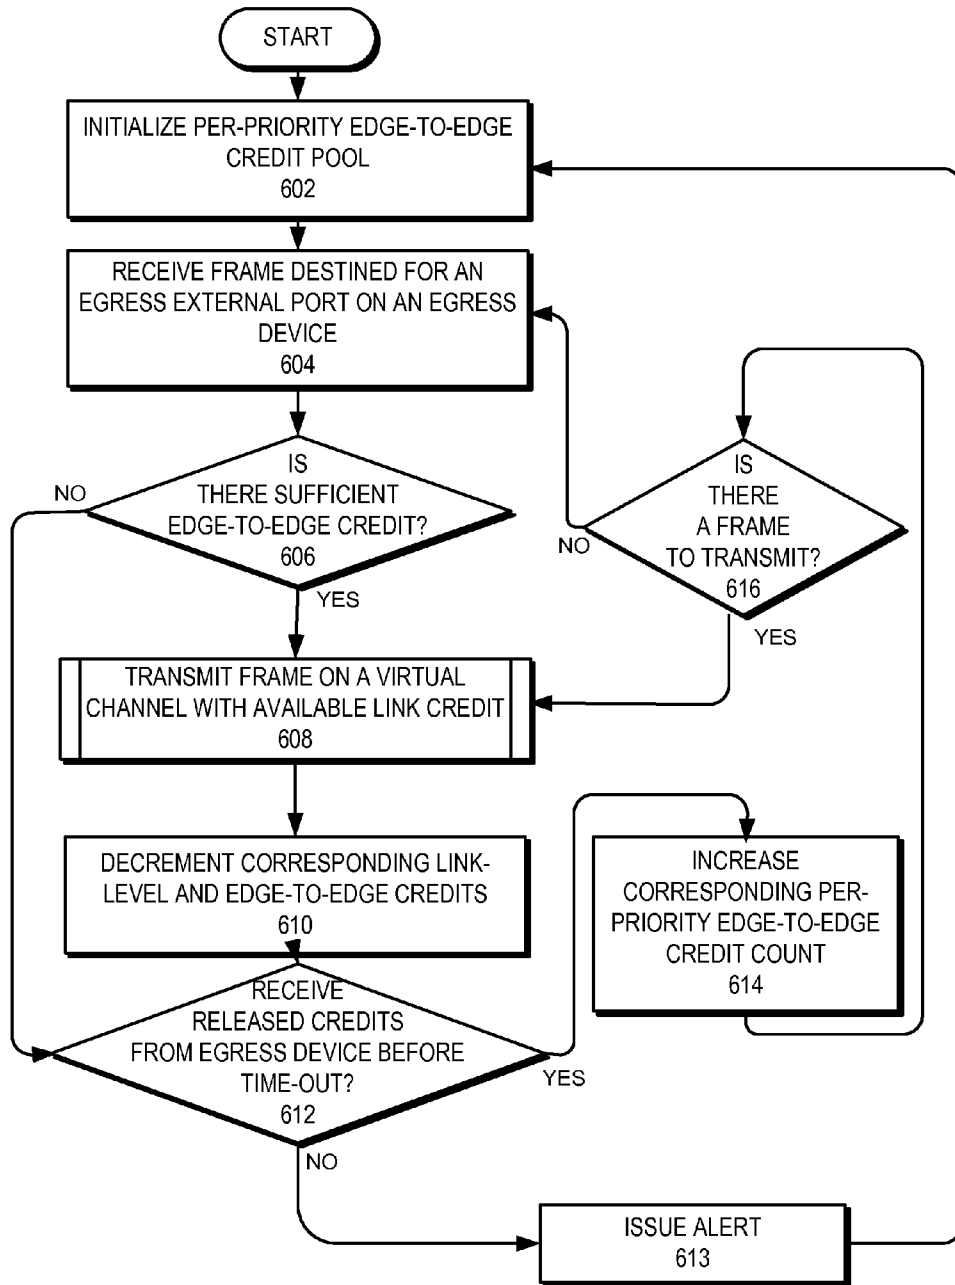 START
INITIALIZE PER-PRIORITY EDGE-TO-EDGE
CREDIT POOL
602
RECEIVE FRAME DESTINED FOR AN
EGRESS EXTERNAL PORT ON AN EGRESS
DEVICE
604
IS
THERE SUFFICIENT
EDGE-TO-EDGE CREDIT?
606
NO
YES
IS
THERE
A FRAME
TO TRANSMIT?
616
NO
YES
TRANSMIT FRAME ON A VIRTUAL
CHANNEL WITH AVAILABLE LINK CREDIT
608
DECREMENT CORRESPONDING LINK-
LEVEL AND EDGE-TO-EDGE CREDITS
610
INCREASE
CORRESPONDING PER-
PRIORITY EDGE-TO-EDGE
CREDIT COUNT
614
RECEIVE
RELEASED CREDITS
FROM EGRESS DEVICE BEFORE
TIME-OUT?
612
YES
NO
ISSUE ALERT
613